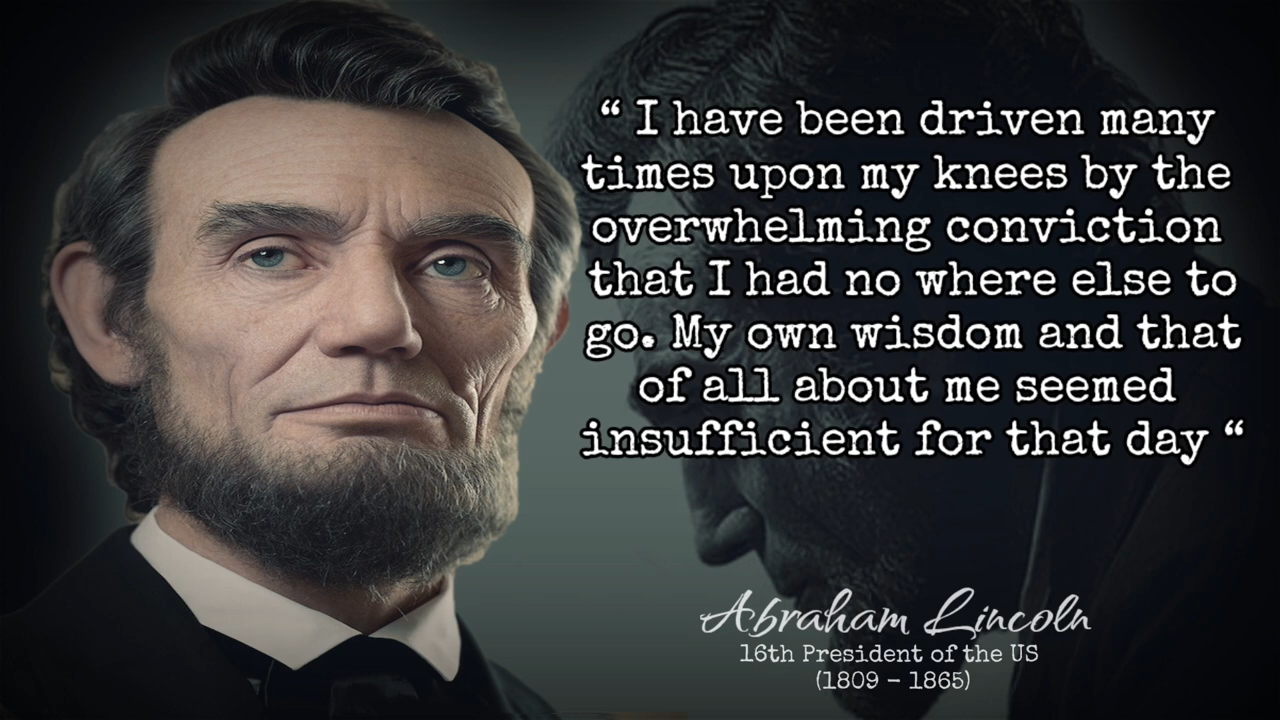 “ I have been driven many
times upon my knees by the
overwhelming conviction
that I had no where else to
go. My own wisdom and that
of all about me seemed
insufficient for that day “
Abraham Lincoln
16th President of the US
(1809 – 1865)